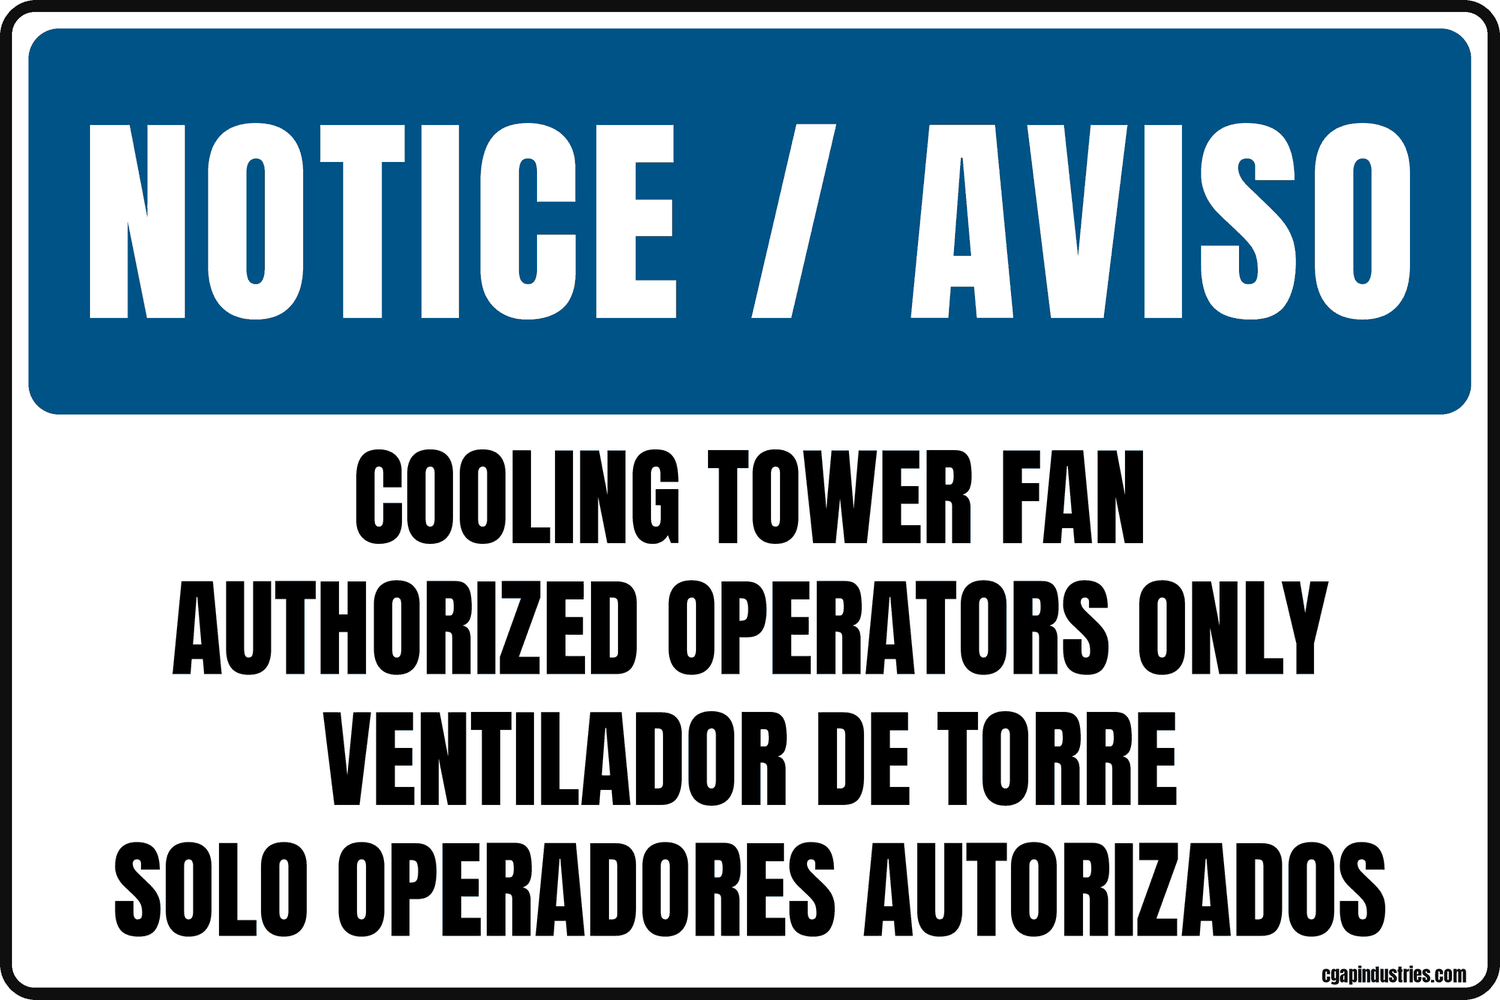 NOTICE / AVISO
COOLING TOWER FAN
AUTHORIZED OPERATORS ONLY
VENTILADOR DE TORRE
SOLO OPERADORES AUTORIZADOS
cgapindustries.com